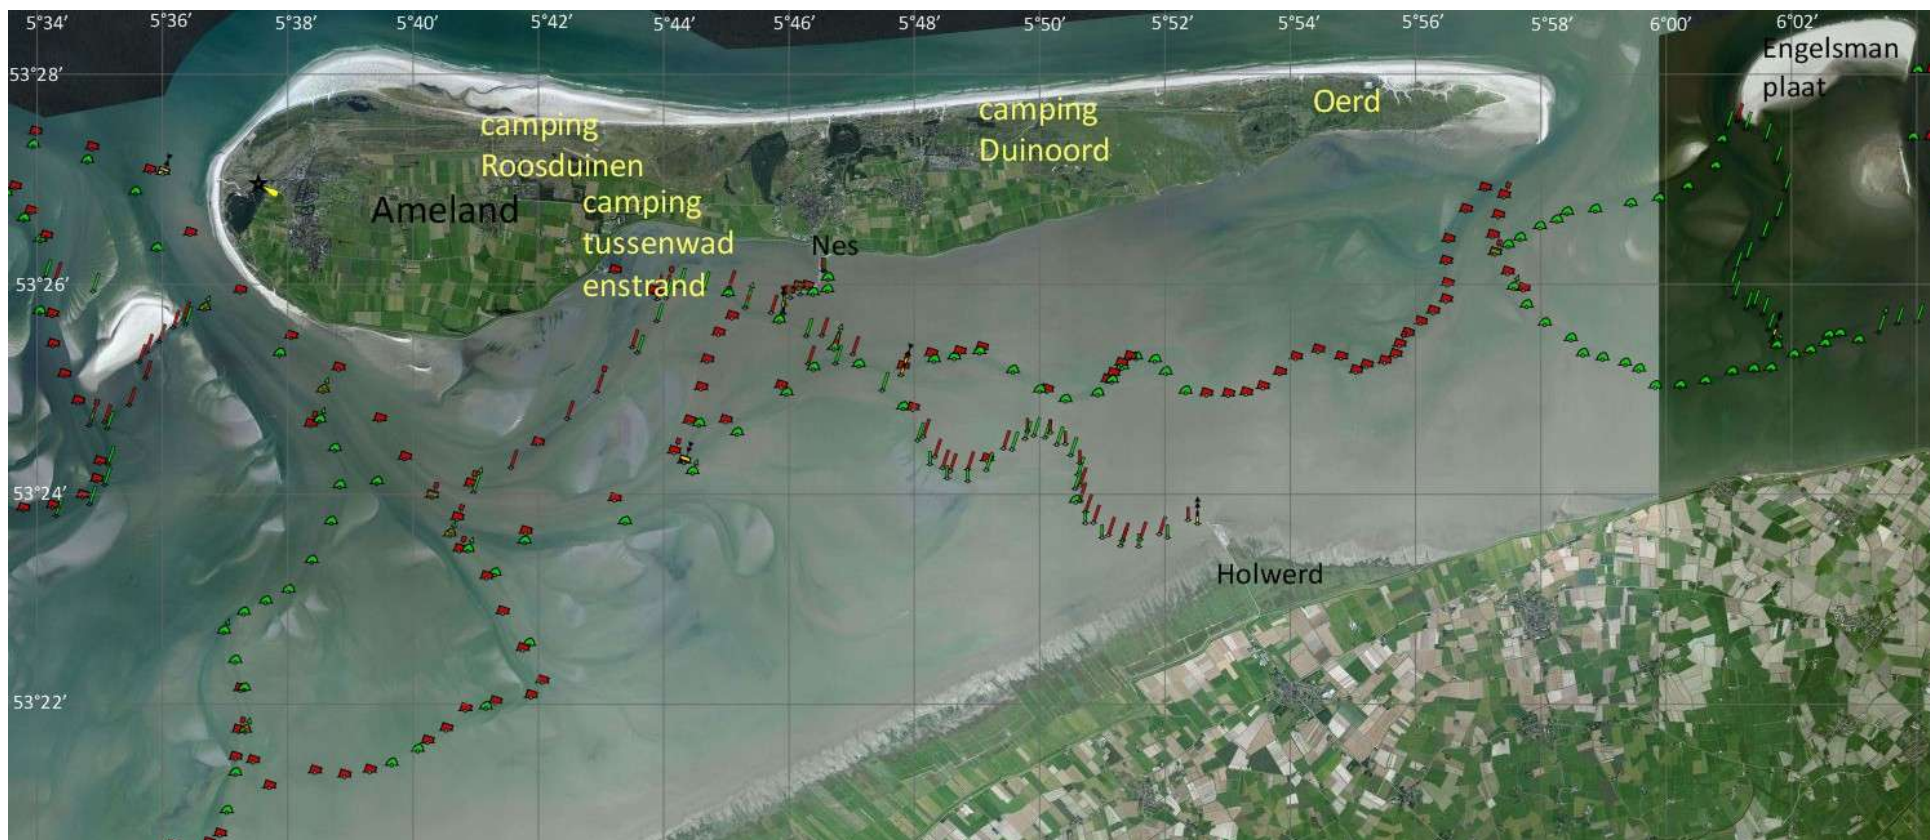 5°34' 5°36' 5°38' 5°40' 5°42' 5°44' 5°46' 5°48' 5°50' 5°52' 5°54' 5°56' 5°58' 6°00' 6°02'
Engelsman
plaat
53°28'
Oerd
camping
Duinoord
camping
Roosduinen
Ameland
camping
tussenwad
enstrand
Nes
53°26'
53°24'
Holwerd
53°22'